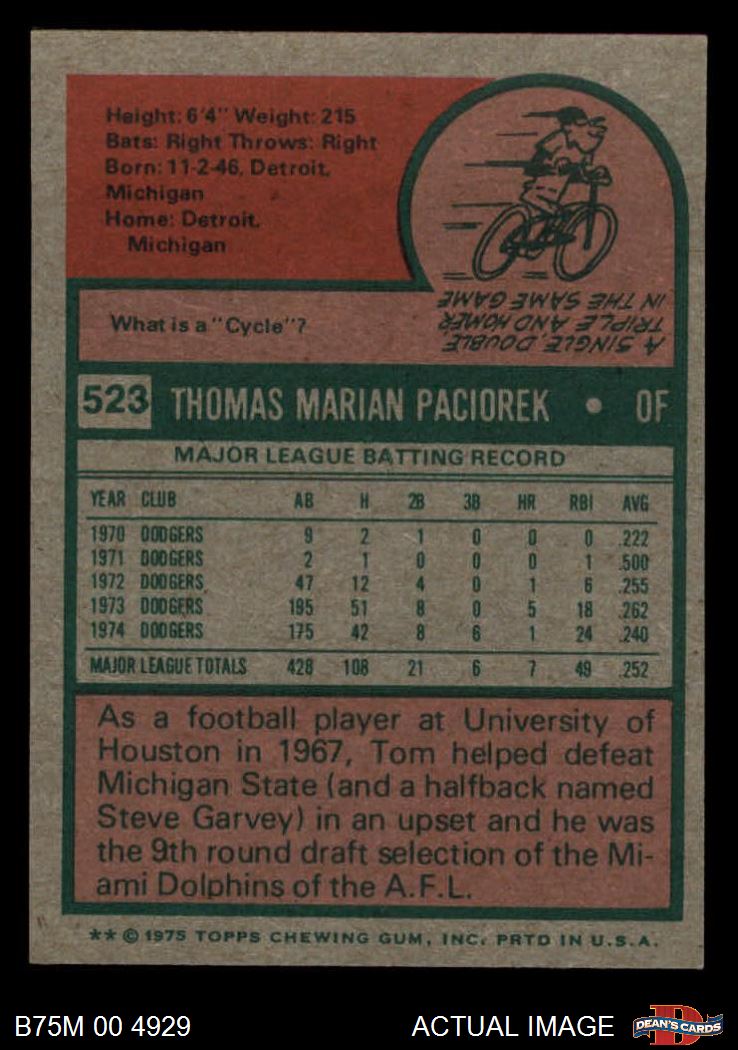 Height: 6'4" Weight: 215
Bats: Right Throws: Right
Born: 11-2-46, Detroit,
Michigan
Home: Detroit,
Michigan
What is a "Cycle"?
A SINGLE, DOUBLE,
TRIPLE AND HOMER
IN THE SAME GAME
523 THOMAS MARIAN PACIOREK • OF
MAJOR LEAGUE BATTING RECORD
YEAR CLUB AB H 2B 3B HR RBI AVG
1970 DODGERS 9 2 1 0 0 0 .222
1971 DODGERS 2 1 0 0 0 1 .500
1972 DODGERS 47 12 4 0 1 6 .255
1973 DODGERS 195 51 8 0 5 18 .262
1974 DODGERS 175 42 8 6 1 24 .240
MAJOR LEAGUE TOTALS 428 108 21 6 7 49 .252
As a football player at University of
Houston in 1967, Tom helped defeat
Michigan State (and a halfback named
Steve Garvey) in an upset and he was
the 9th round draft selection of the Mi-
ami Dolphins of the A.F.L.
** © 1975 TOPPS CHEWING GUM, INC. PRTD IN U.S.A.
B75M 00 4929 ACTUAL IMAGE D DEAN'S CARDS